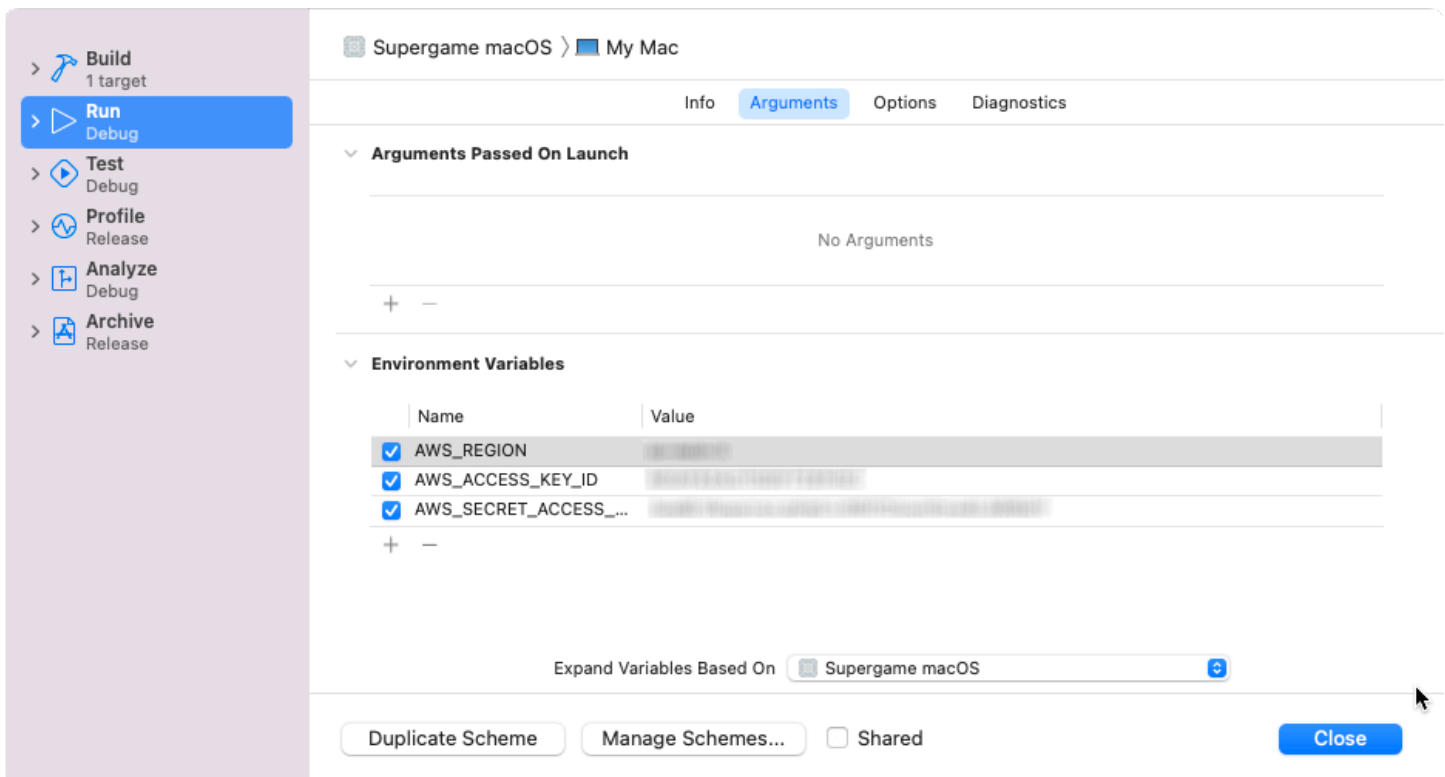 Build
1 target
Run
Debug
Test
Debug
Profile
Release
Analyze
Debug
Archive
Release
Supergame macOS 〉 My Mac
Info Arguments Options Diagnostics
Arguments Passed On Launch
No Arguments
+ −
Environment Variables
Name Value
AWS_REGION
AWS_ACCESS_KEY_ID
AWS_SECRET_ACCESS_...
+ −
Expand Variables Based On Supergame macOS
Duplicate Scheme Manage Schemes... Shared Close